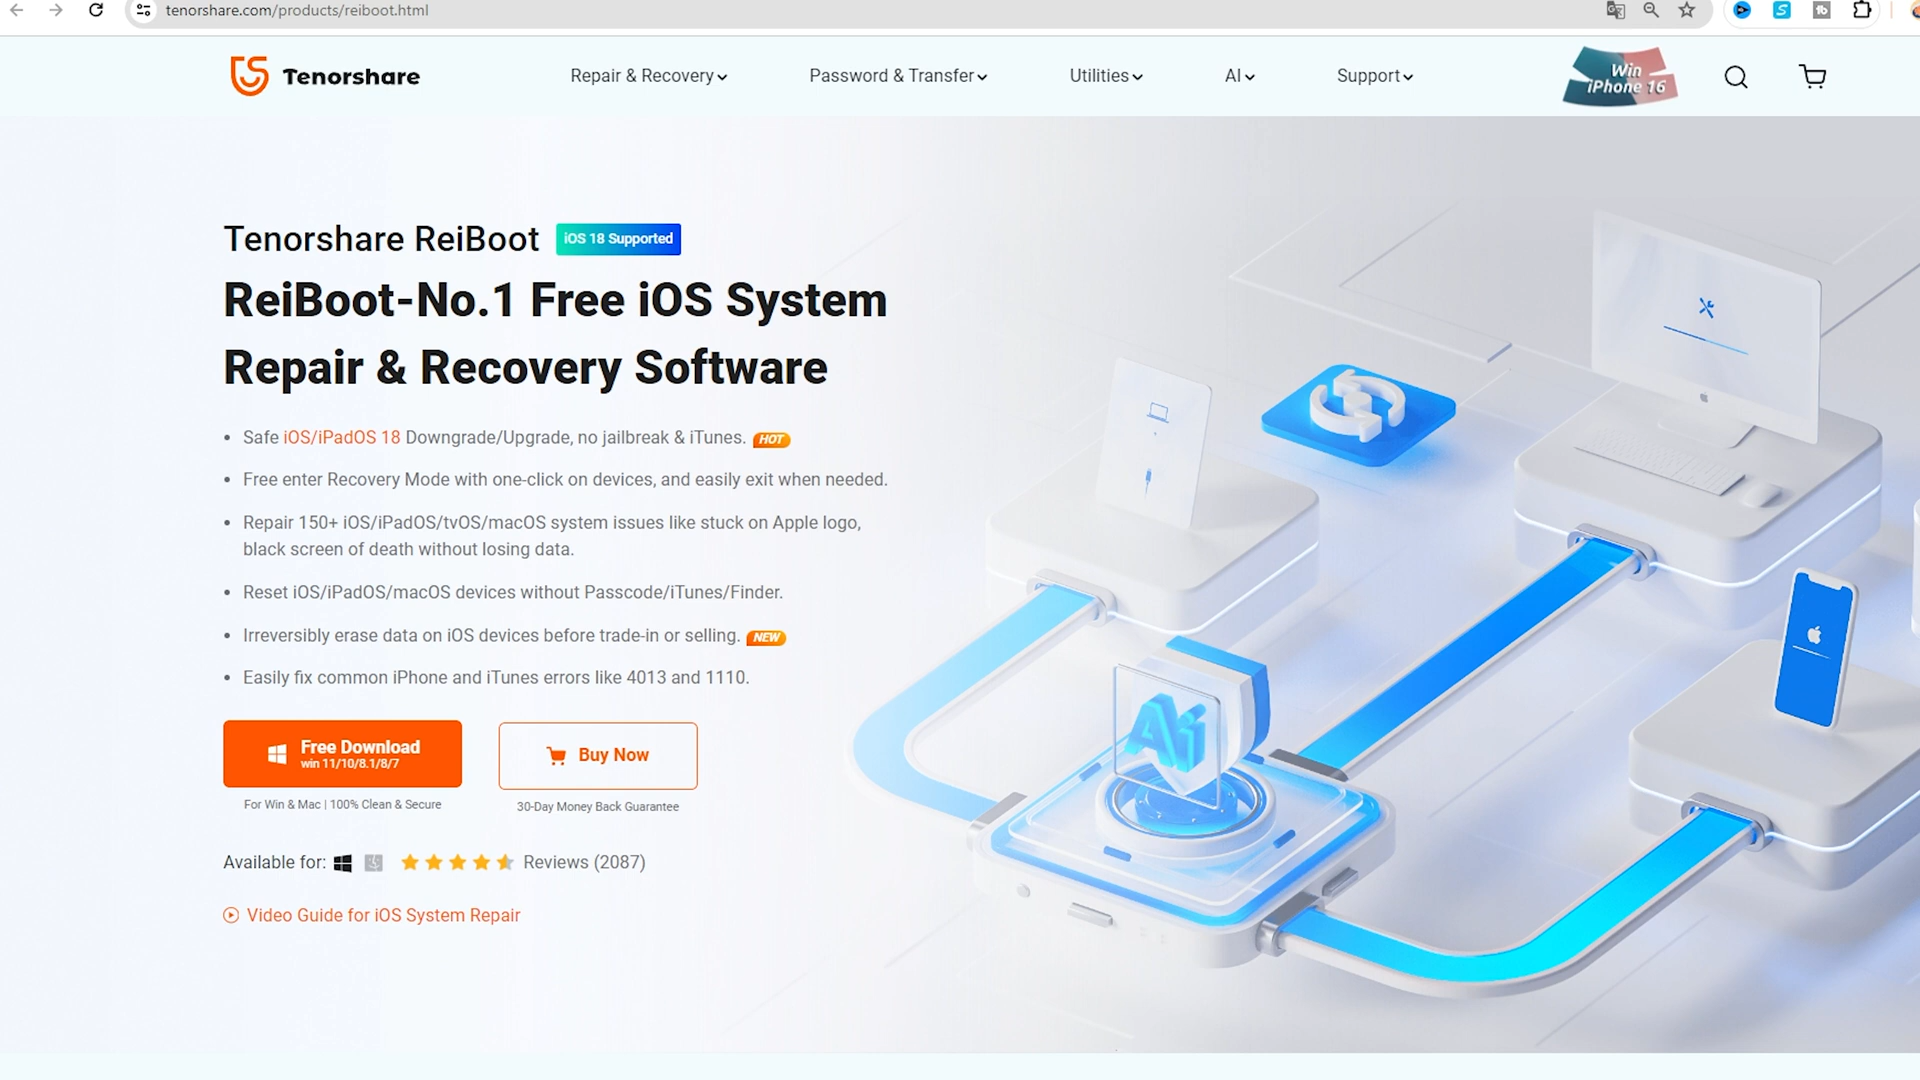 tenorshare.com/products/reiboot.html
Tenorshare
Repair & Recovery
Password & Transfer
Utilities
AI
Support
Win
iPhone 16
Tenorshare ReiBoot
iOS 18 Supported
ReiBoot-No.1 Free iOS System
Repair & Recovery Software
• Safe iOS/iPadOS 18 Downgrade/Upgrade, no jailbreak & iTunes. HOT
• Free enter Recovery Mode with one-click on devices, and easily exit when needed.
• Repair 150+ iOS/iPadOS/tvOS/macOS system issues like stuck on Apple logo,
black screen of death without losing data.
• Reset iOS/iPadOS/macOS devices without Passcode/iTunes/Finder.
• Irreversibly erase data on iOS devices before trade-in or selling. NEW
• Easily fix common iPhone and iTunes errors like 4013 and 1110.
Free Download
win 11/10/8.1/8/7
Buy Now
For Win & Mac | 100% Clean & Secure
30-Day Money Back Guarantee
Available for:
Reviews (2087)
Video Guide for iOS System Repair
Ai